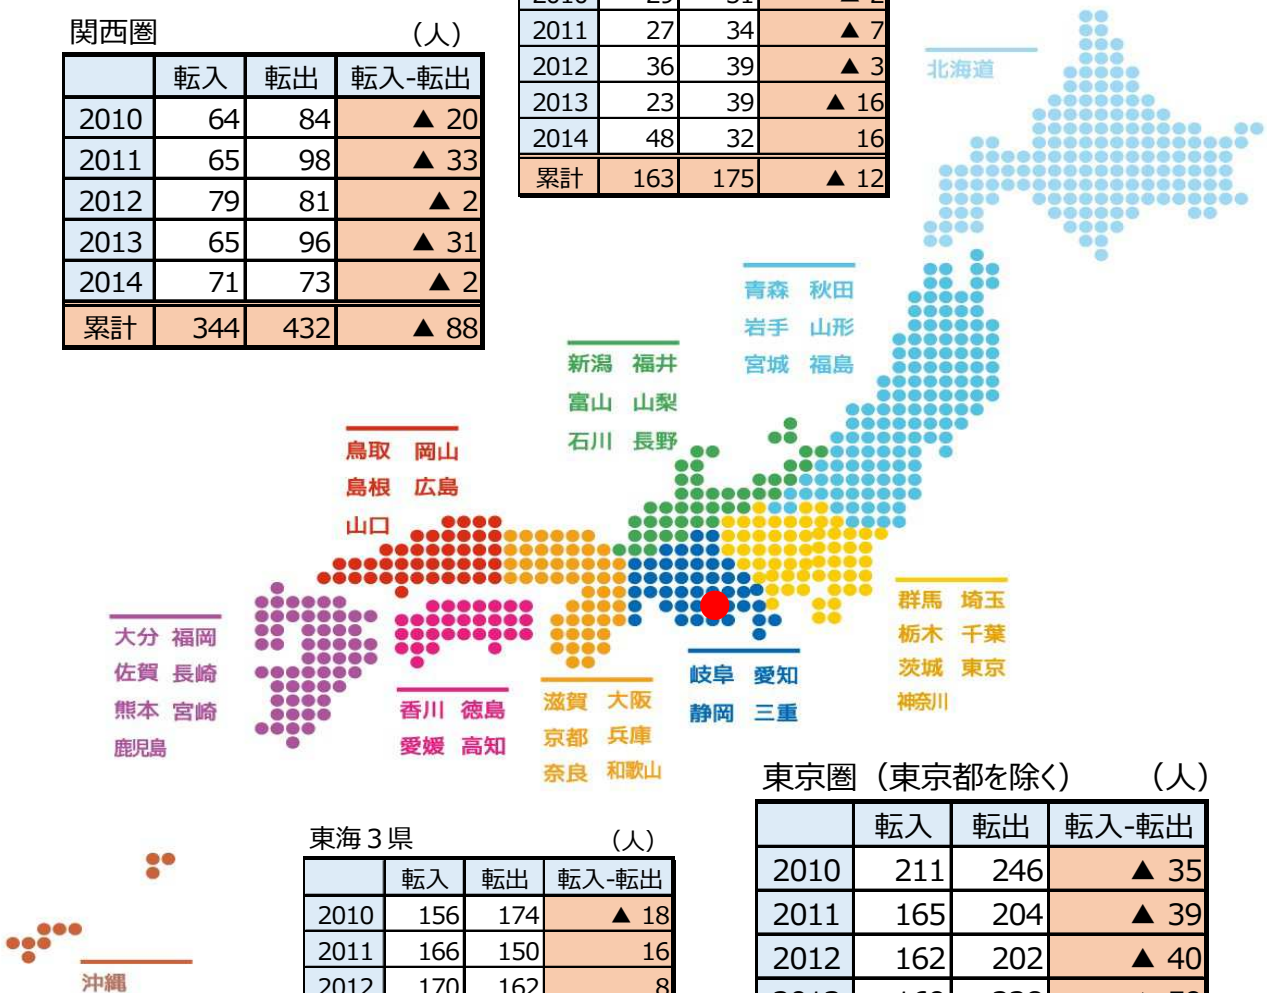 関西圏 （人）
転入 転出 転入-転出
2010 64 84 ▲ 20
2011 65 98 ▲ 33
2012 79 81 ▲ 2
2013 65 96 ▲ 31
2014 71 73 ▲ 2
累計 344 432 ▲ 88
2011 27 34 ▲ 7
2012 36 39 ▲ 3
2013 23 39 ▲ 16
2014 48 32 16
累計 163 175 ▲ 12
北海道
青森 秋田
岩手 山形
宮城 福島
新潟 福井
富山 山梨
石川 長野
鳥取 岡山
島根 広島
山口
大分 福岡
佐賀 長崎
熊本 宮崎
鹿児島
香川 徳島
愛媛 高知
滋賀 大阪
京都 兵庫
奈良 和歌山
岐阜 愛知
静岡 三重
群馬 埼玉
栃木 千葉
茨城 東京
神奈川
沖縄
東海３県 （人）
転入 転出 転入-転出
2010 156 174 ▲ 18
2011 166 150 16
2012 170 162 8
東京圏（東京都を除く） （人）
転入 転出 転入-転出
2010 211 246 ▲ 35
2011 165 204 ▲ 39
2012 162 202 ▲ 40